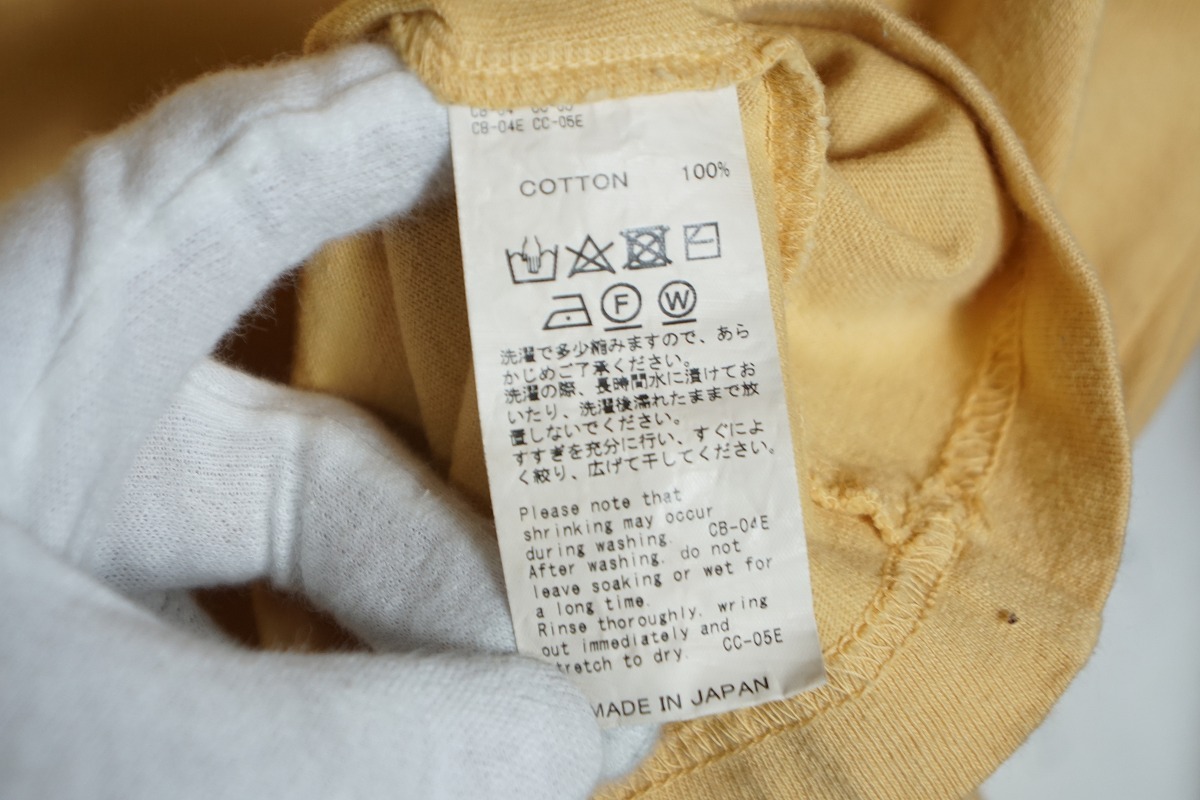 CB-04E CC-05E
COTTON 100%
F W
洗濯で多少縮みますので、あら
かじめご了承ください。
洗濯の際、長時間水に漬けてお
いたり、洗濯後濡れたままで放
置しないでください。
すすぎを充分に行い、すぐによ
く絞り、広げて干してください。
Please note that
shrinking may occur
during washing. CB-04E
After washing, do not
leave soaking or wet for
a long time.
Rinse thoroughly, wring
out immediately and
stretch to dry. CC-05E
MADE IN JAPAN